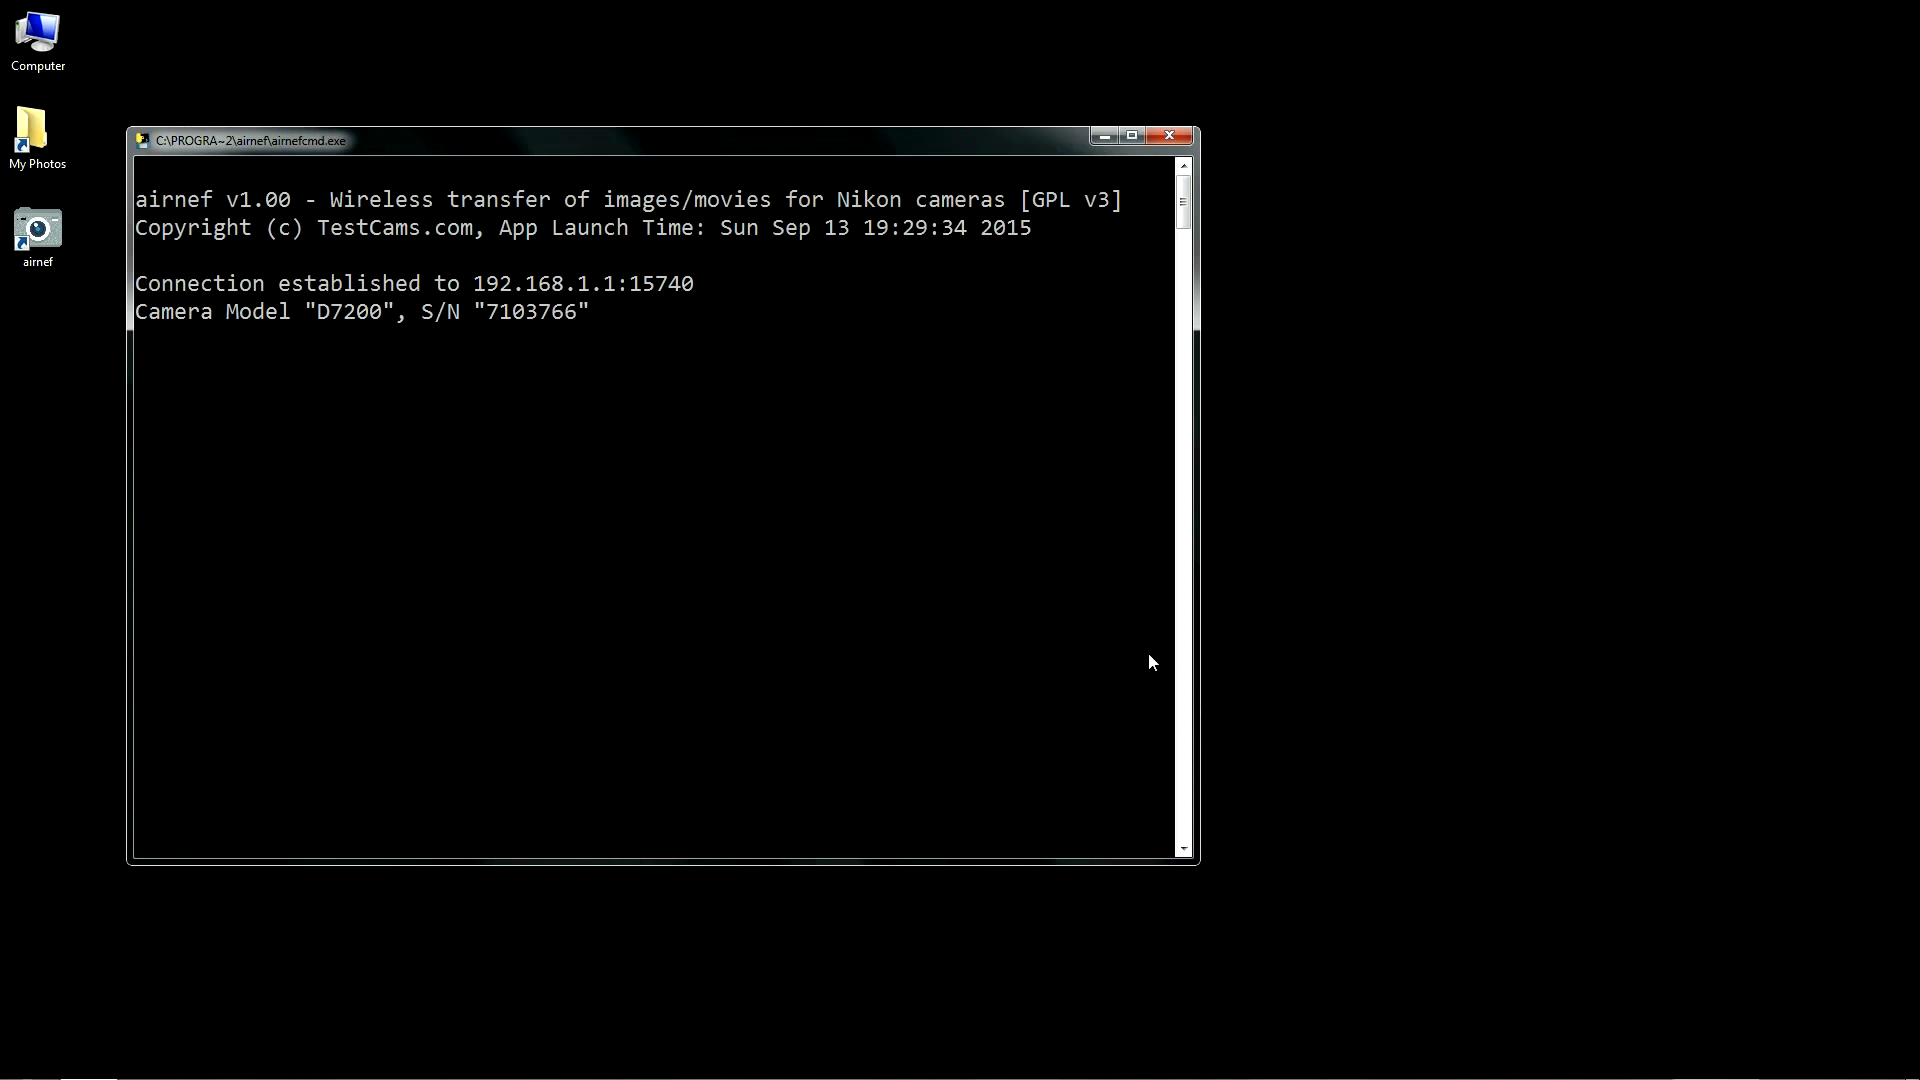 Computer
My Photos
airnef
C:\PROGRA~2\airnef\airnefcmd.exe
airnef v1.00 - Wireless transfer of images/movies for Nikon cameras [GPL v3]
Copyright (c) TestCams.com, App Launch Time: Sun Sep 13 19:29:34 2015
Connection established to 192.168.1.1:15740
Camera Model "D7200", S/N "7103766"